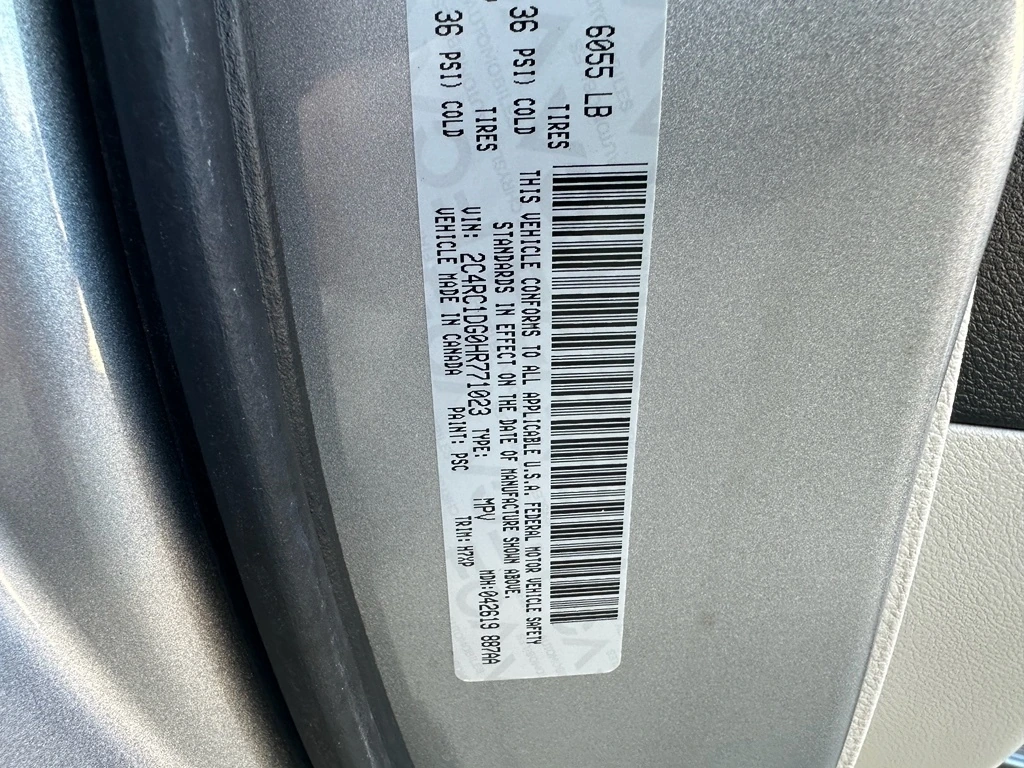 6055 LB
TIRES
36 PSI) COLD
TIRES
36 PSI) COLD
THIS VEHICLE CONFORMS TO ALL APPLICABLE U.S.A. FEDERAL MOTOR VEHICLE SAFETY
STANDARDS IN EFFECT ON THE DATE OF MANUFACTURE SHOWN ABOVE.
VIN: 2C4RC1DG0HR771023 TYPE: MPV MDH:042619 887AA
VEHICLE MADE IN CANADA PAINT: PSC TRIM: H7XP